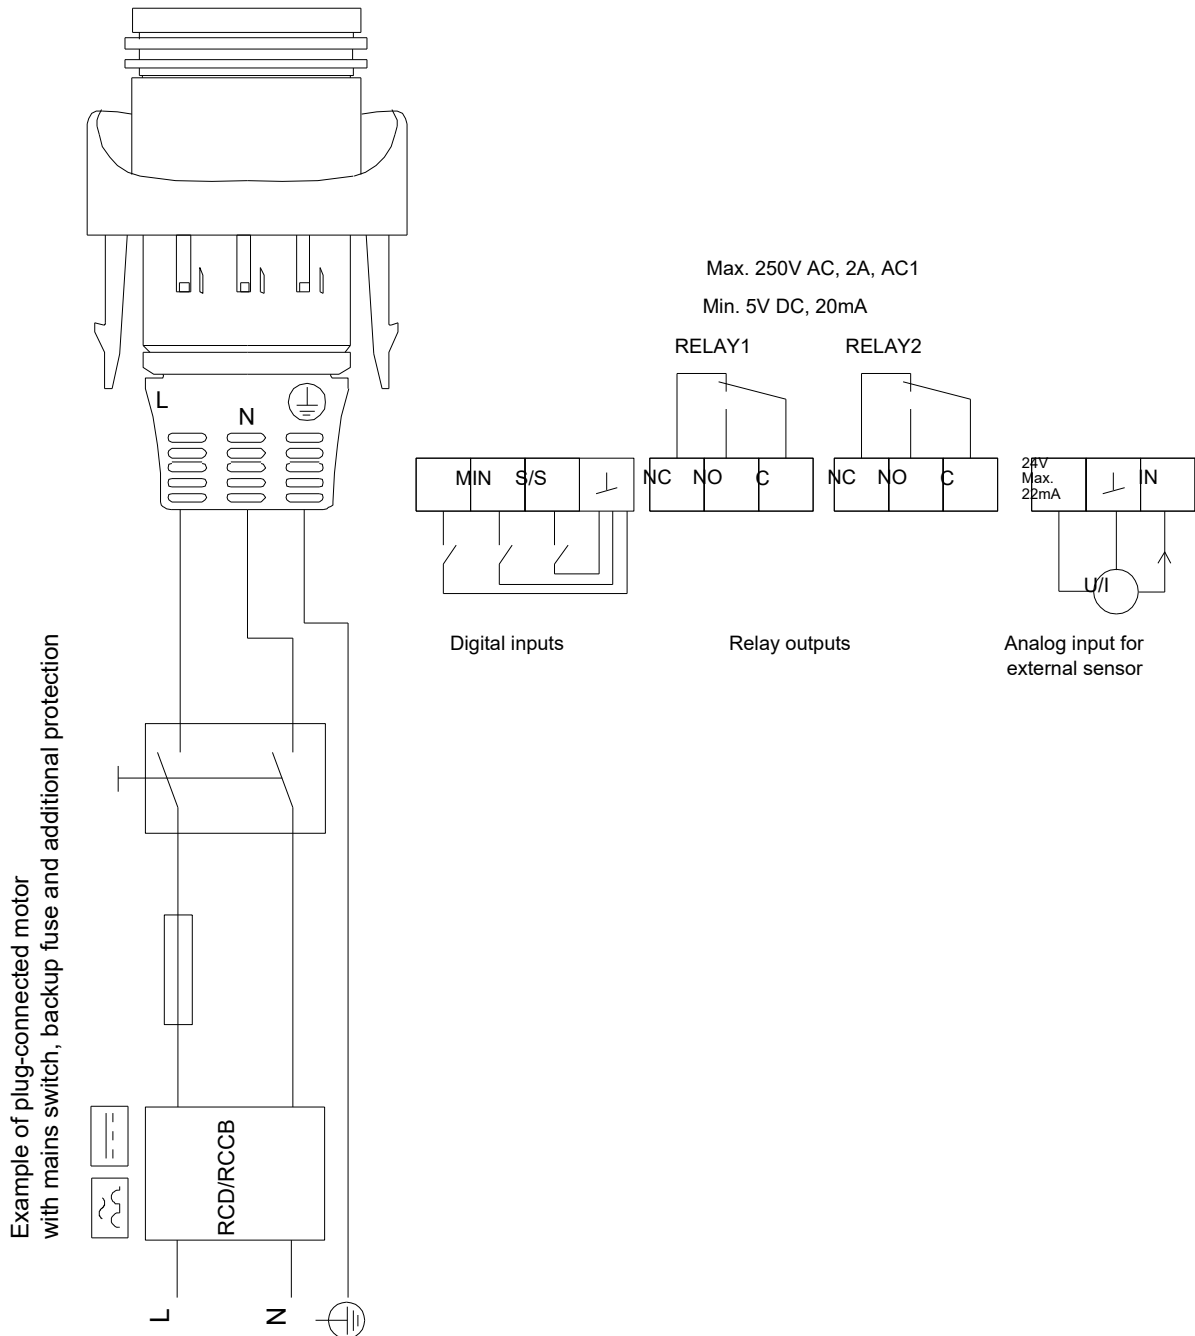 Max. 250V AC, 2A, AC1
Min. 5V DC, 20mA
RELAY1
RELAY2
L
N
MIN
S/S
NC
NO
C
NC
NO
C
24V
Max.
22mA
IN
U/I
Digital inputs
Relay outputs
Analog input for
external sensor
Example of plug-connected motor
with mains switch, backup fuse and additional protection
RCD/RCCB
L
N